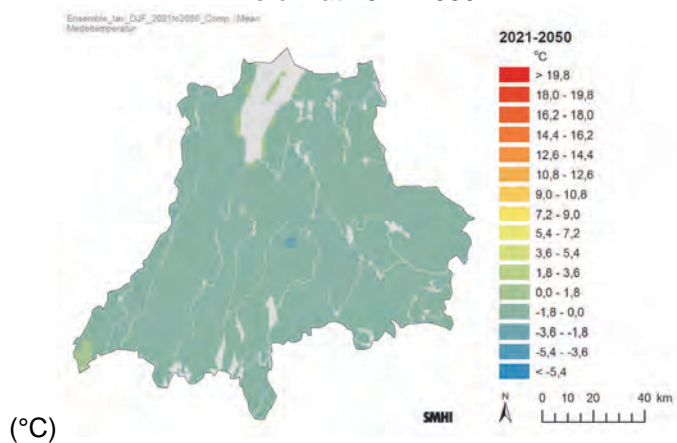 Ensemble_tav_DJF_2021to2050_Comp. Mean
Medeltemperatur
2021-2050
°C
> 19,8
18,0 - 19,8
16,2 - 18,0
14,4 - 16,2
12,6 - 14,4
10,8 - 12,6
9,0 - 10,8
7,2 - 9,0
5,4 - 7,2
3,6 - 5,4
1,8 - 3,6
0,0 - 1,8
-1,8 - 0,0
-3,6 - -1,8
-5,4 - -3,6
< -5,4
SMHI
N
0 10 20 40 km
(°C)